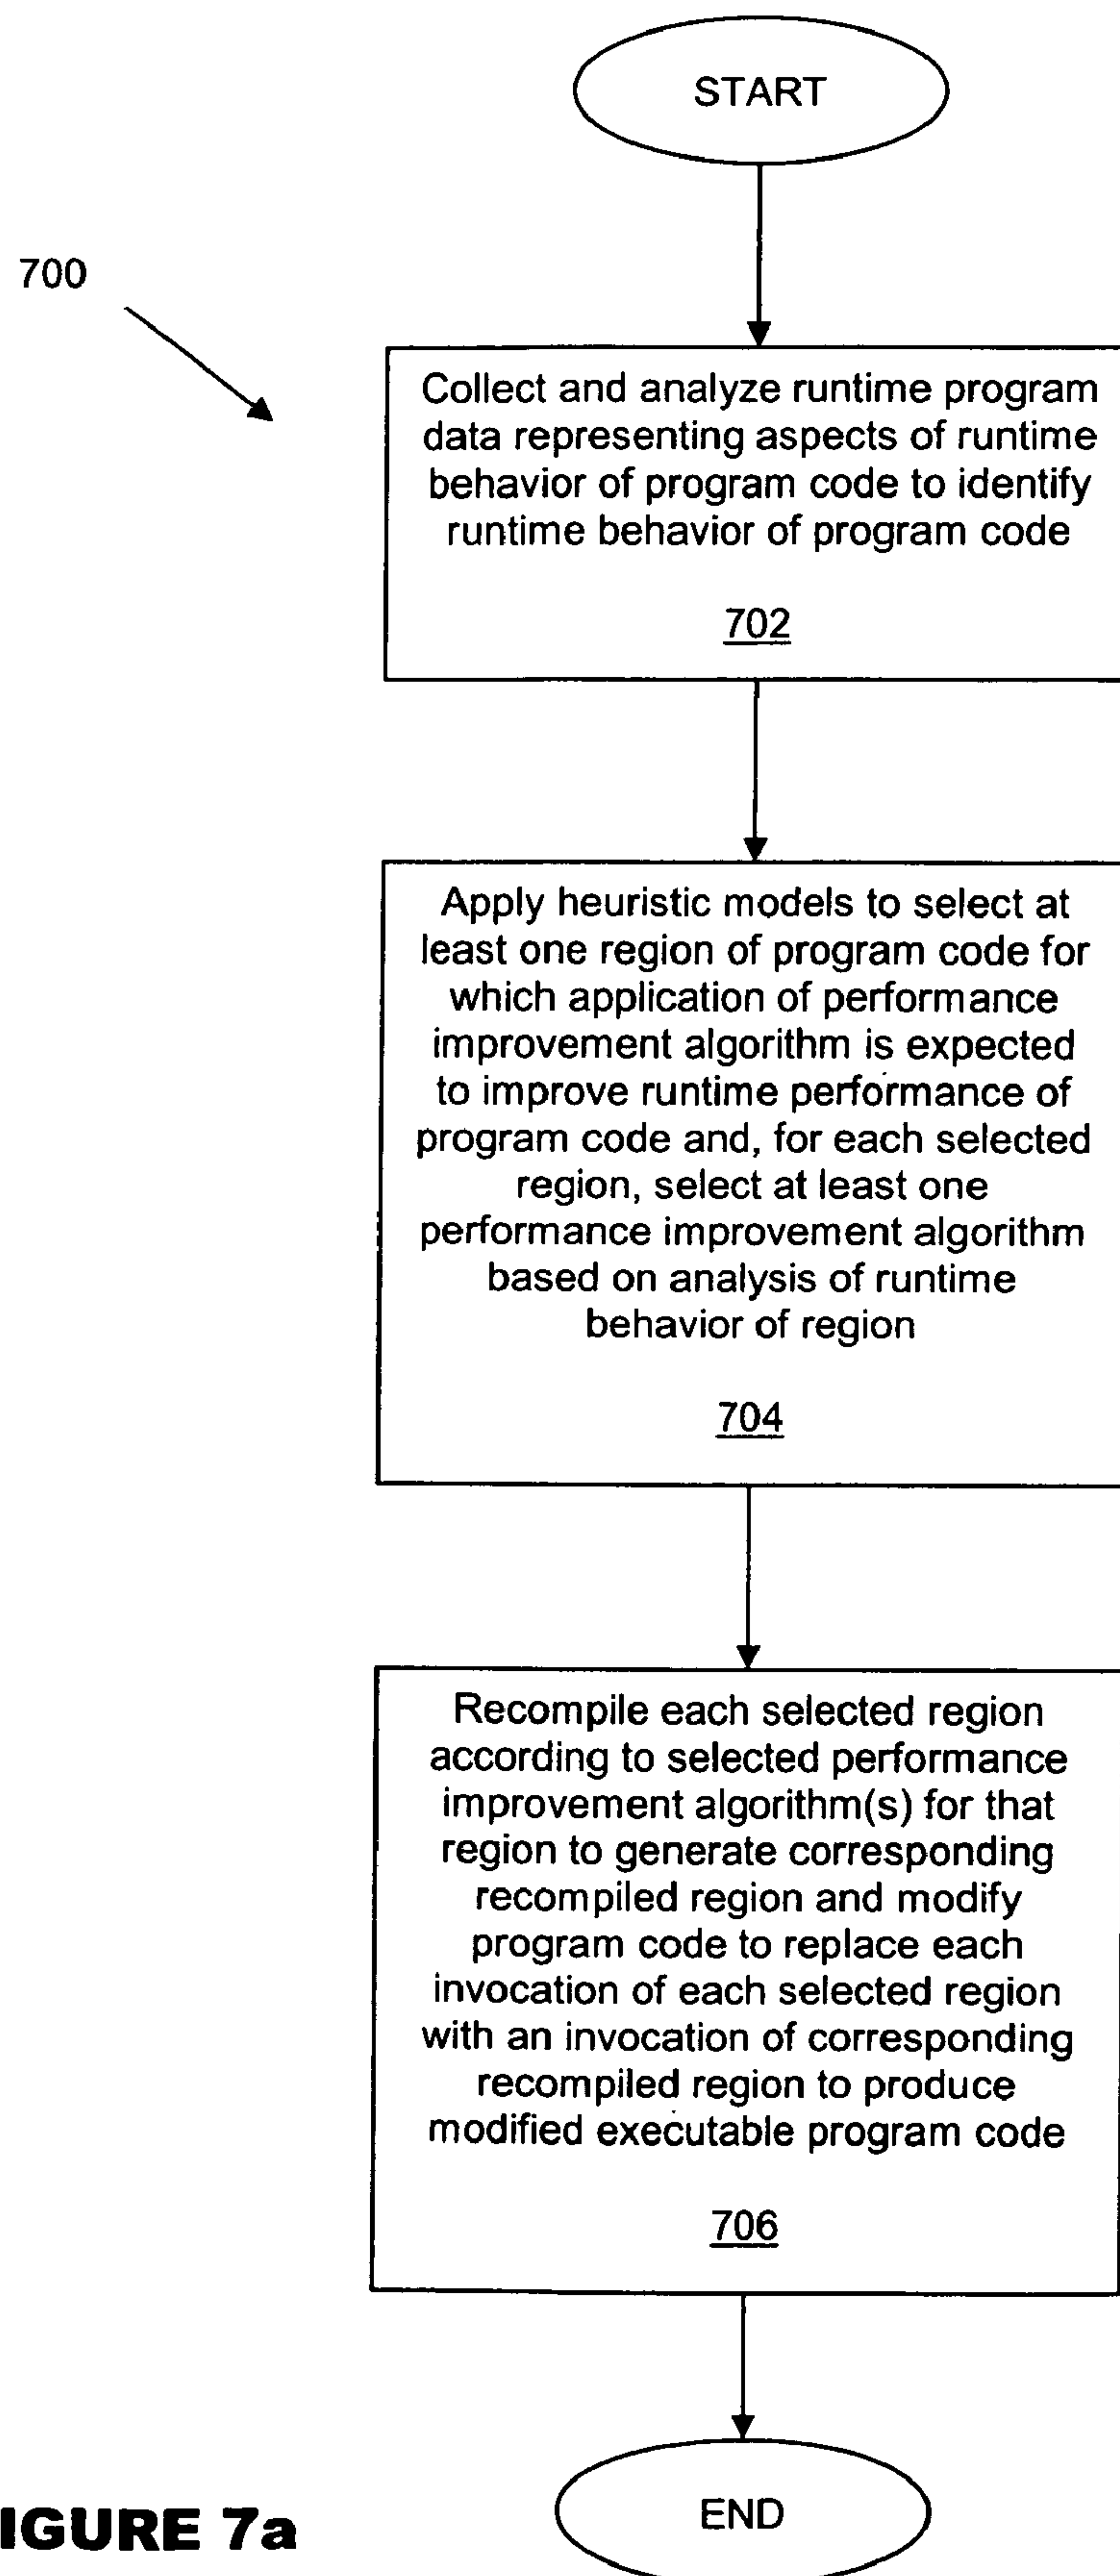 START
700
Collect and analyze runtime program
data representing aspects of runtime
behavior of program code to identify
runtime behavior of program code
702
Apply heuristic models to select at
least one region of program code for
which application of performance
improvement algorithm is expected
to improve runtime performance of
program code and, for each selected
region, select at least one
performance improvement algorithm
based on analysis of runtime
behavior of region
704
Recompile each selected region
according to selected performance
improvement algorithm(s) for that
region to generate corresponding
recompiled region and modify
program code to replace each
invocation of each selected region
with an invocation of corresponding
recompiled region to produce
modified executable program code
706
END
IGURE 7a